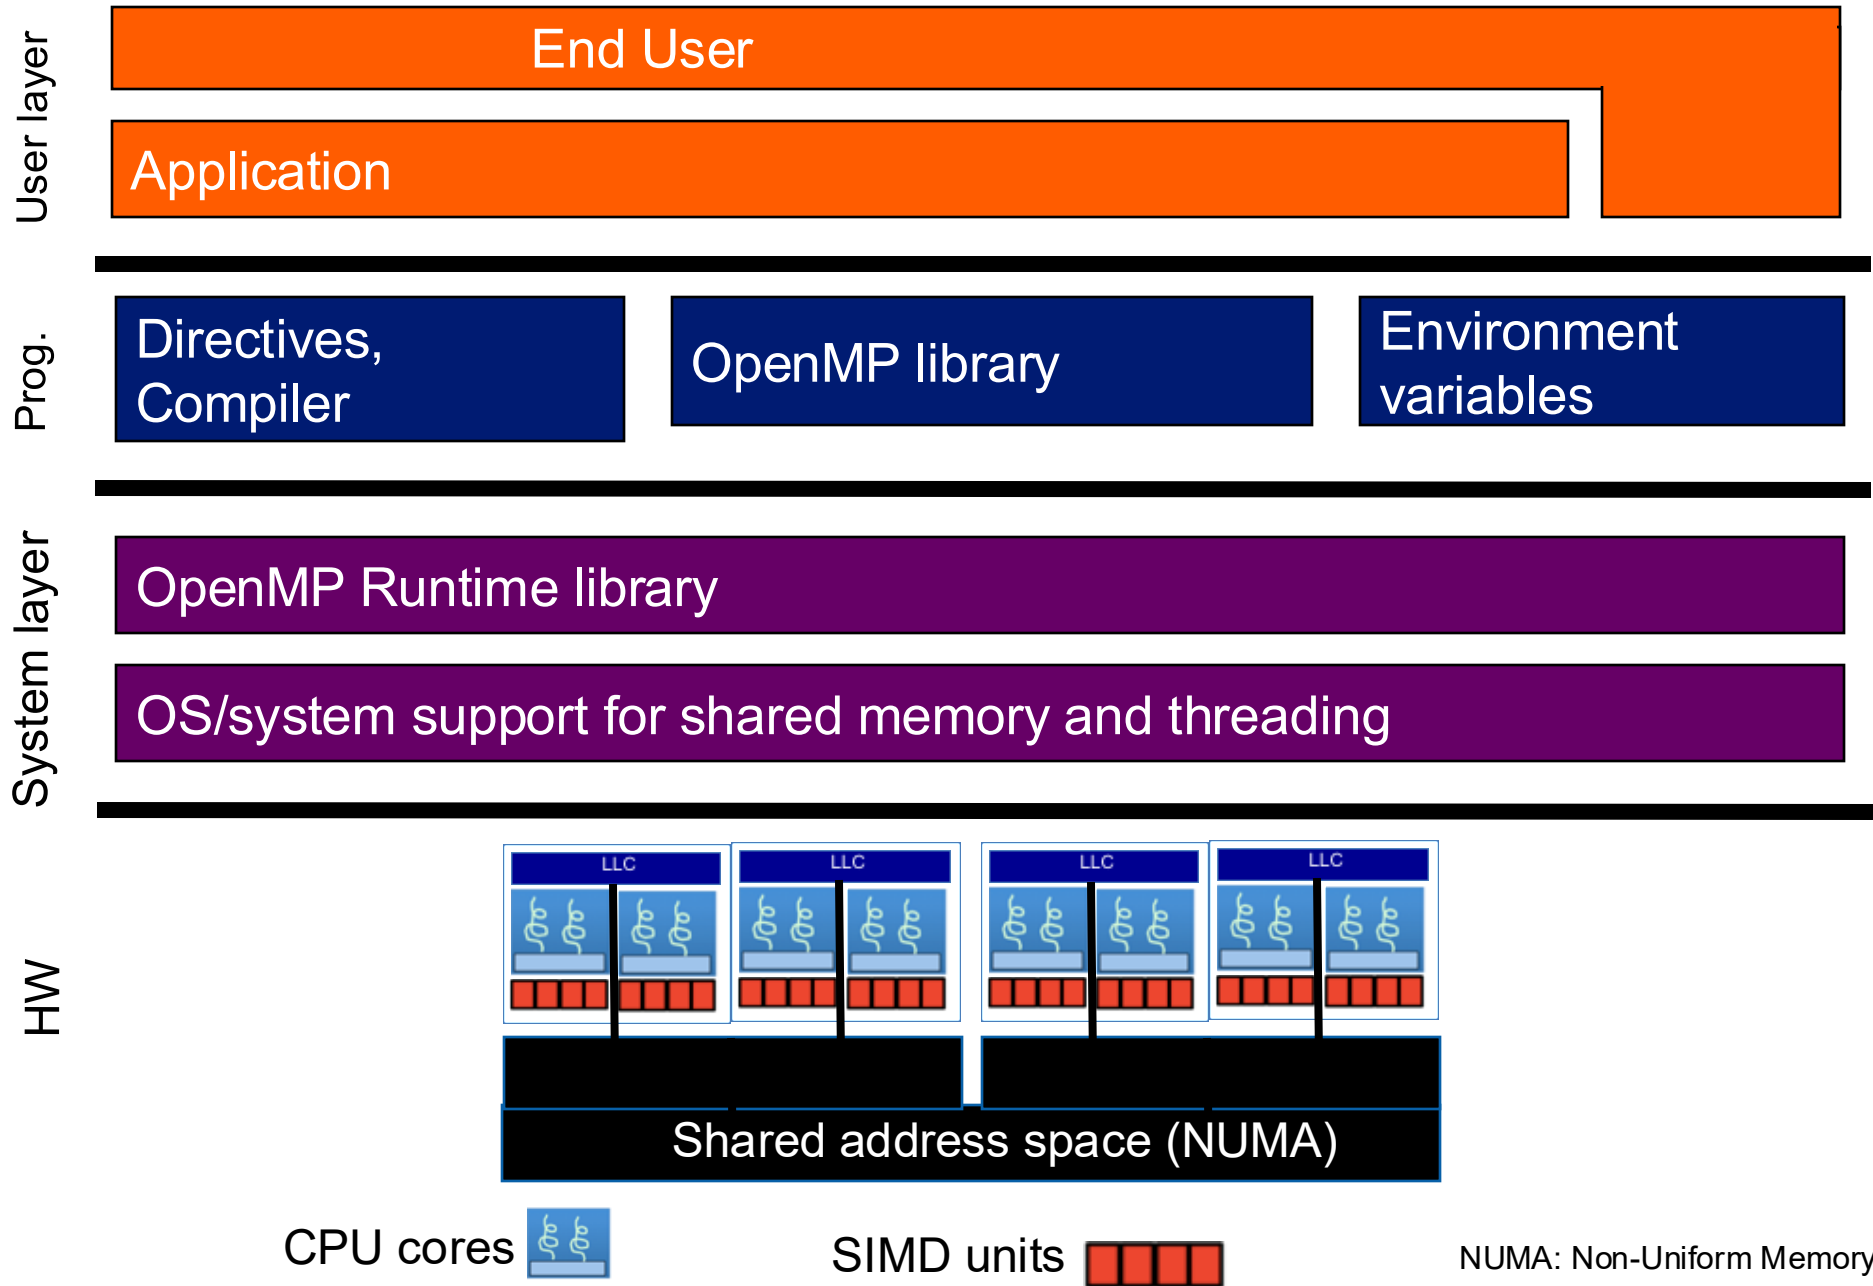 User layer
End User
Application
Prog.
Directives,
Compiler
OpenMP library
Environment
variables
System layer
OpenMP Runtime library
OS/system support for shared memory and threading
HW
LLC
LLC
LLC
LLC
Shared address space (NUMA)
CPU cores
SIMD units
NUMA: Non-Uniform Memory